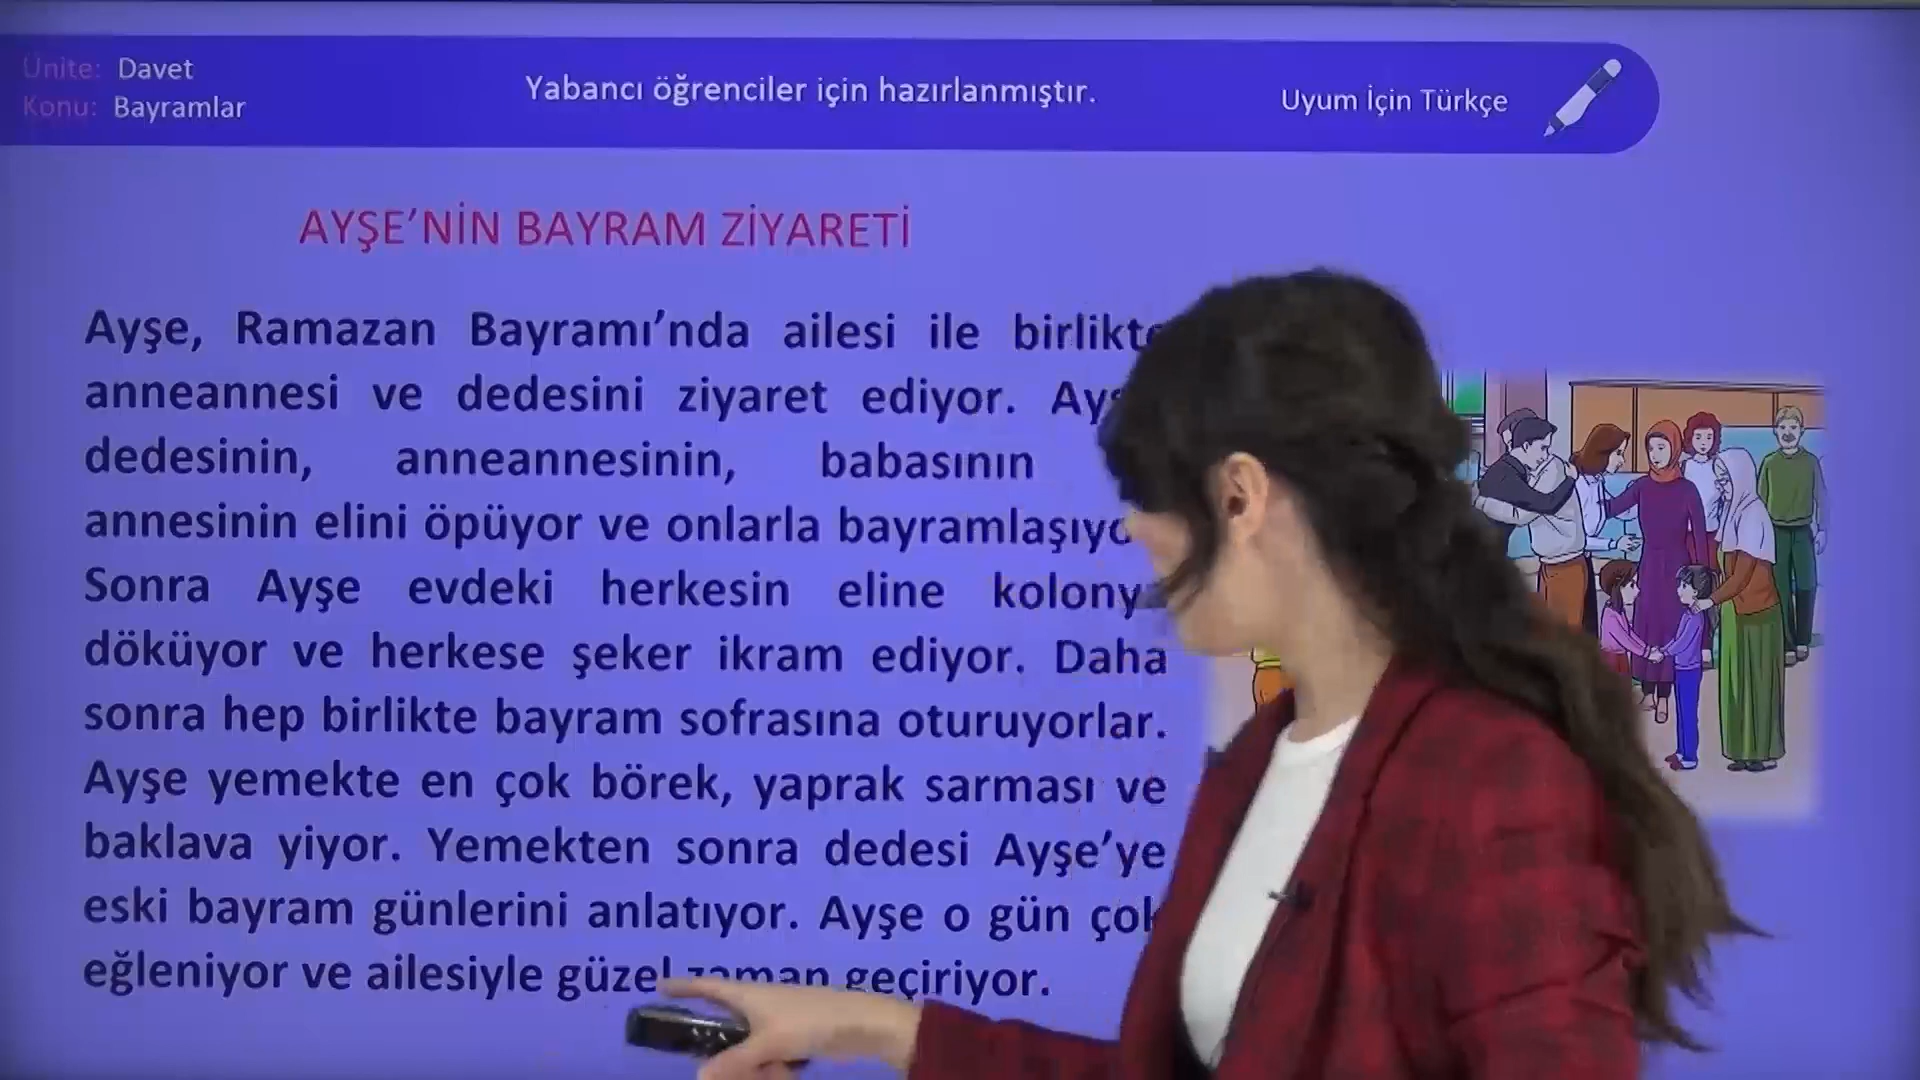 Ünite: Davet
Konu: Bayramlar
Yabancı öğrenciler için hazırlanmıştır.
Uyum İçin Türkçe
AYŞE’NİN BAYRAM ZİYARETİ
Ayşe, Ramazan Bayramı’nda ailesi ile birlikte
anneannesi ve dedesini ziyaret ediyor.
dedesinin, anneannesinin, babasının
annesinin elini öpüyor ve onlarla bayramlaşıyo
Sonra Ayşe evdeki herkesin eline kolony
döküyor ve herkese şeker ikram ediyor. Daha
sonra hep birlikte bayram sofrasına oturuyorlar.
Ayşe yemekte en çok börek, yaprak sarması ve
baklava yiyor. Yemekten sonra dedesi Ayşe’ye
eski bayram günlerini anlatıyor. Ayşe o gün çok
eğleniyor ve ailesiyle güzel zaman geçiriyor.